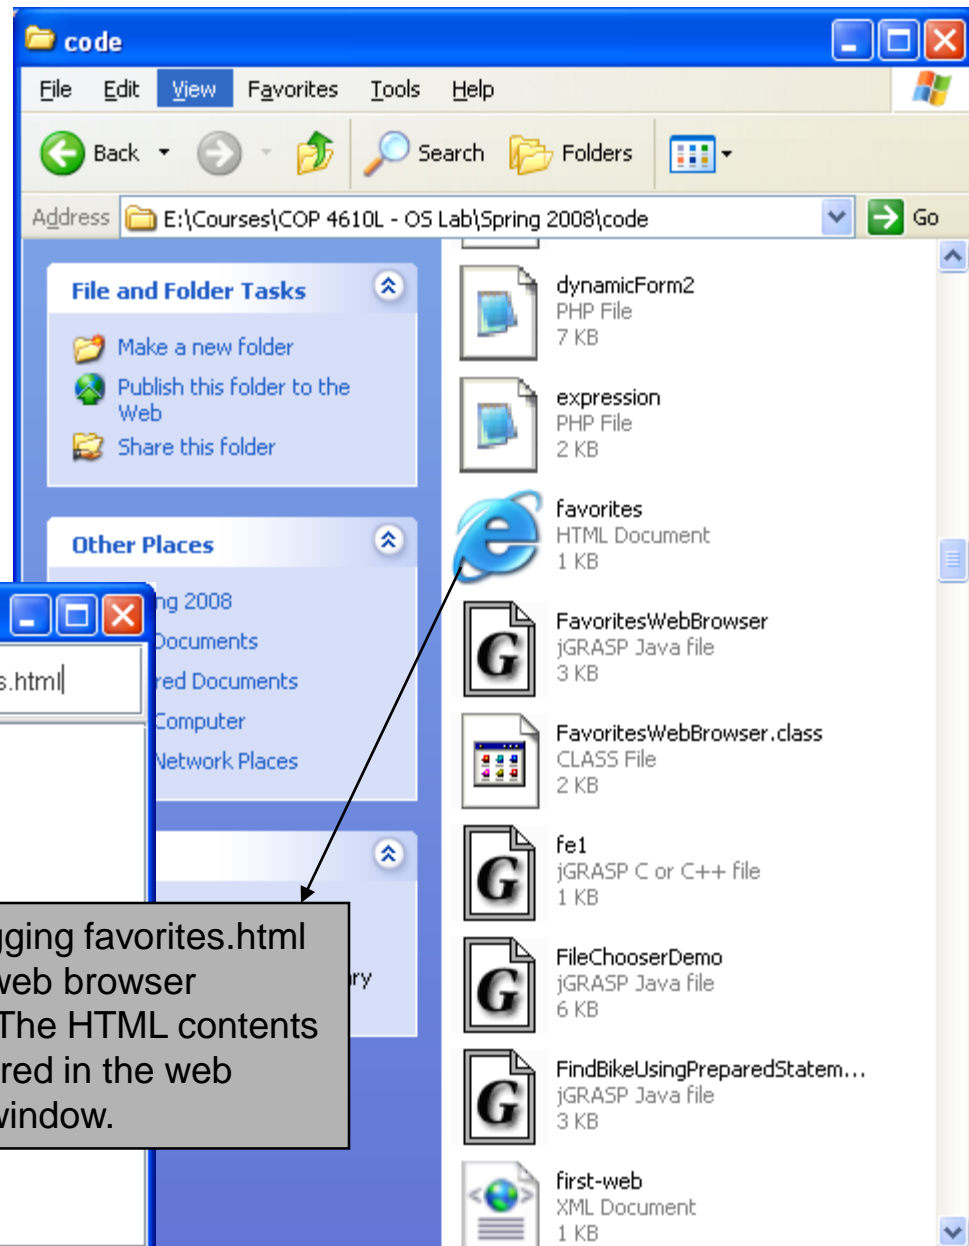 code
File Edit View Favorites Tools Help
Back Search Folders
Address E:\Courses\COP 4610L - OS Lab\Spring 2008\code Go
File and Folder Tasks
Make a new folder
Publish this folder to the
Web
Share this folder
Other Places
2008
Documents
Documents
Computer
Network Places
dynamicForm2
PHP File
7 KB
expression
PHP File
2 KB
favorites
HTML Document
1 KB
FavoritesWebBrowser
jGRASP Java file
3 KB
FavoritesWebBrowser.class
CLASS File
2 KB
fe1
jGRASP C or C++ file
1 KB
FileChooserDemo
jGRASP Java file
6 KB
FindBikeUsingPreparedStatem...
jGRASP Java file
3 KB
first-web
XML Document
1 KB
s.html
gging favorites.html
web browser
The HTML contents
red in the web
window.